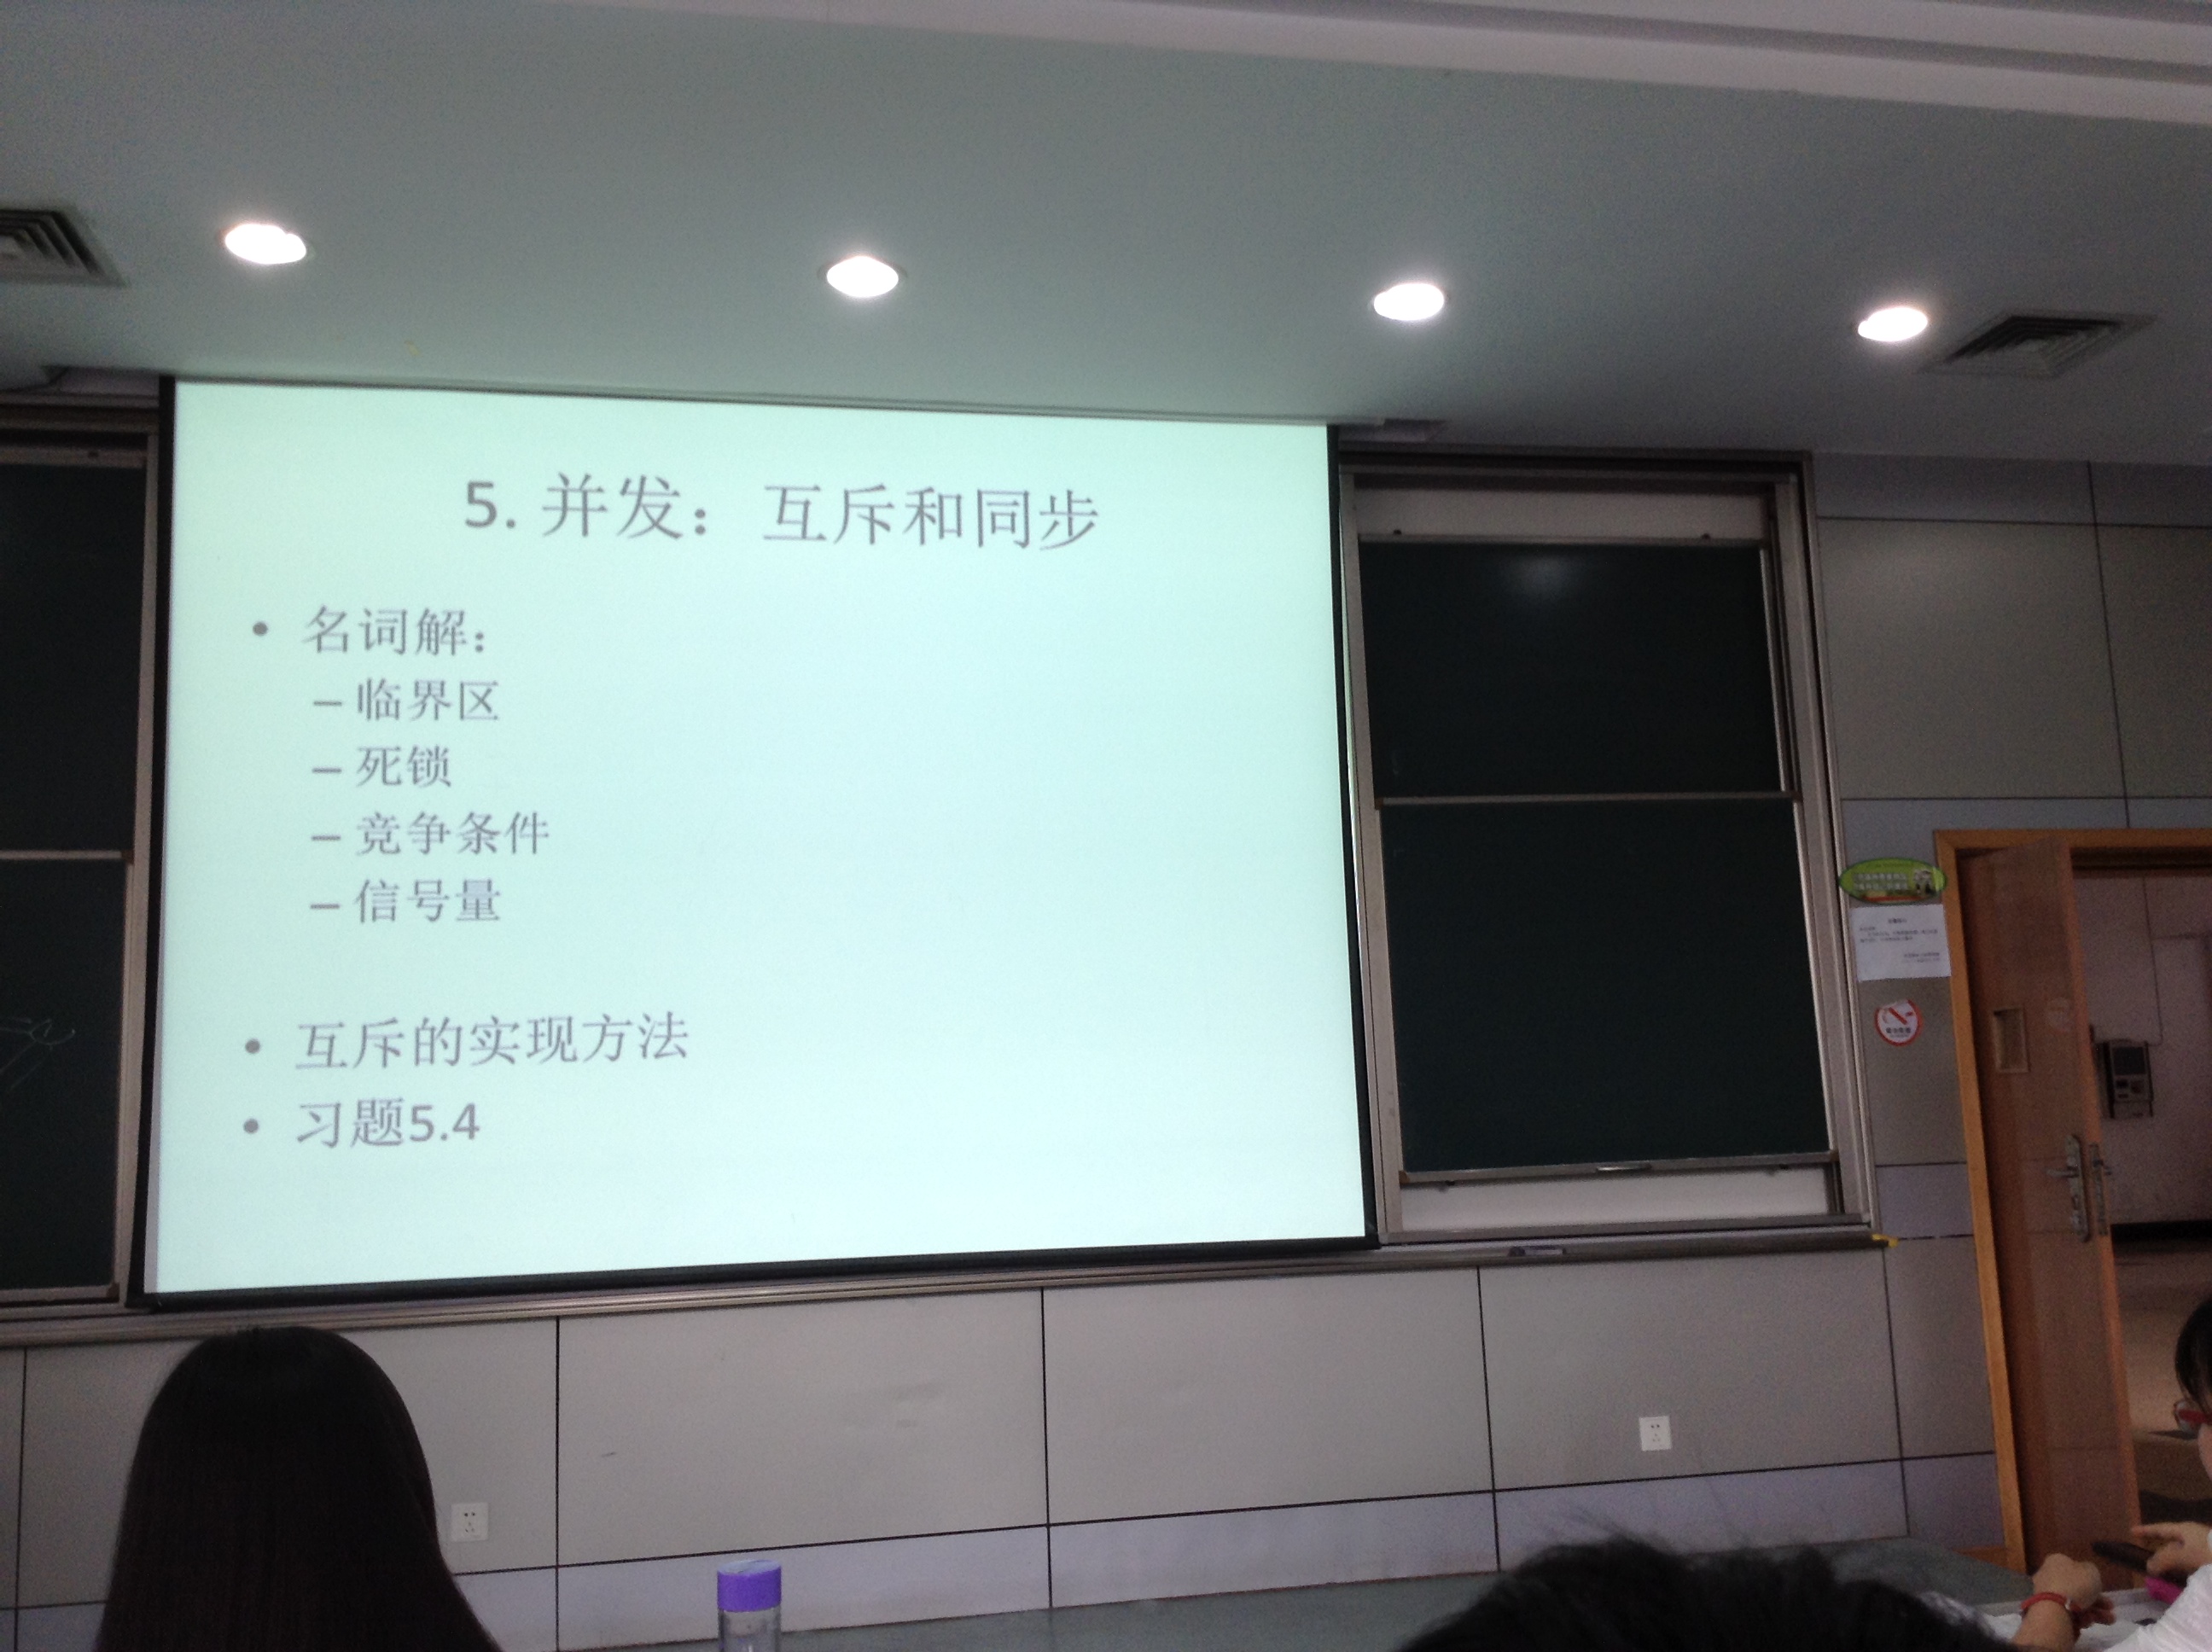 5. 并发：互斥和同步
• 名词解：
– 临界区
– 死锁
– 竞争条件
– 信号量
• 互斥的实现方法
• 习题5.4